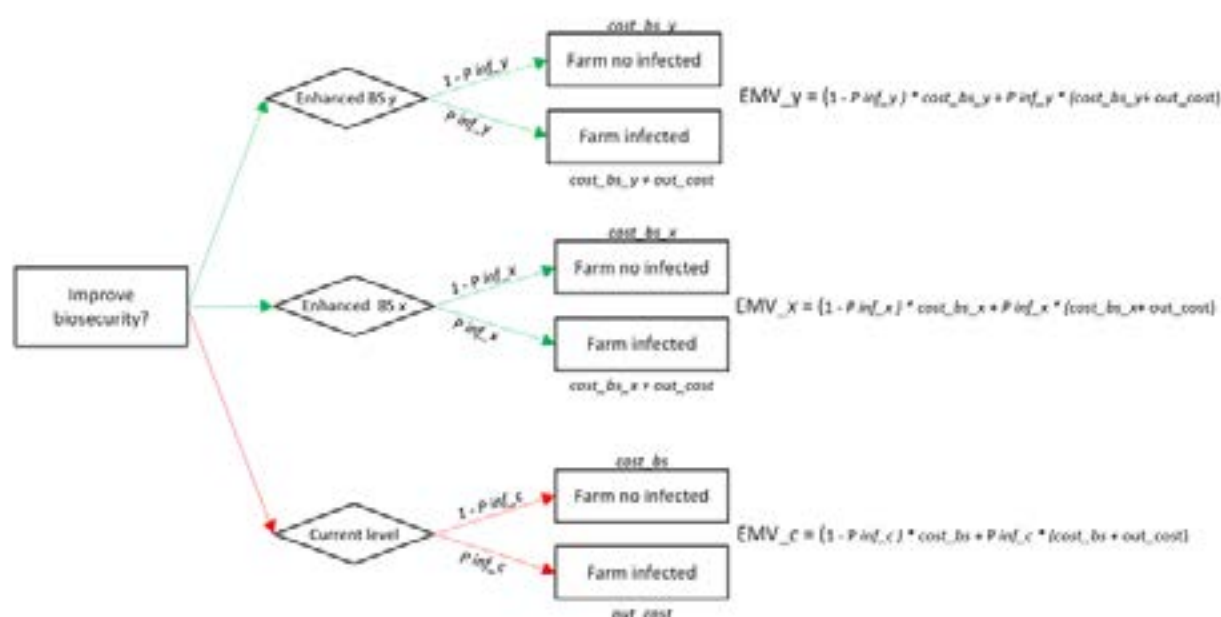 cost_bs_y
Farm no infected
1 - P inf_y
Enhanced BS y
EMV_y = (1 - P inf_y ) * cost_bs_y + P inf_y * (cost_bs_y+ out_cost)
P inf_y
Farm infected
cost_bs_y + out_cost
cost_bs_x
Farm no infected
1 - P inf_x
Improve
biosecurity?
Enhanced BS x
EMV_x = (1 - P inf_x ) * cost_bs_x + P inf_x * (cost_bs_x+ out_cost)
P inf_x
Farm infected
cost_bs_x + out_cost
cost_bs
Farm no infected
1 - P inf_c
Current level
EMV_c = (1 - P inf_c ) * cost_bs + P inf_c * (cost_bs + out_cost)
P inf_c
Farm infected
out_cost